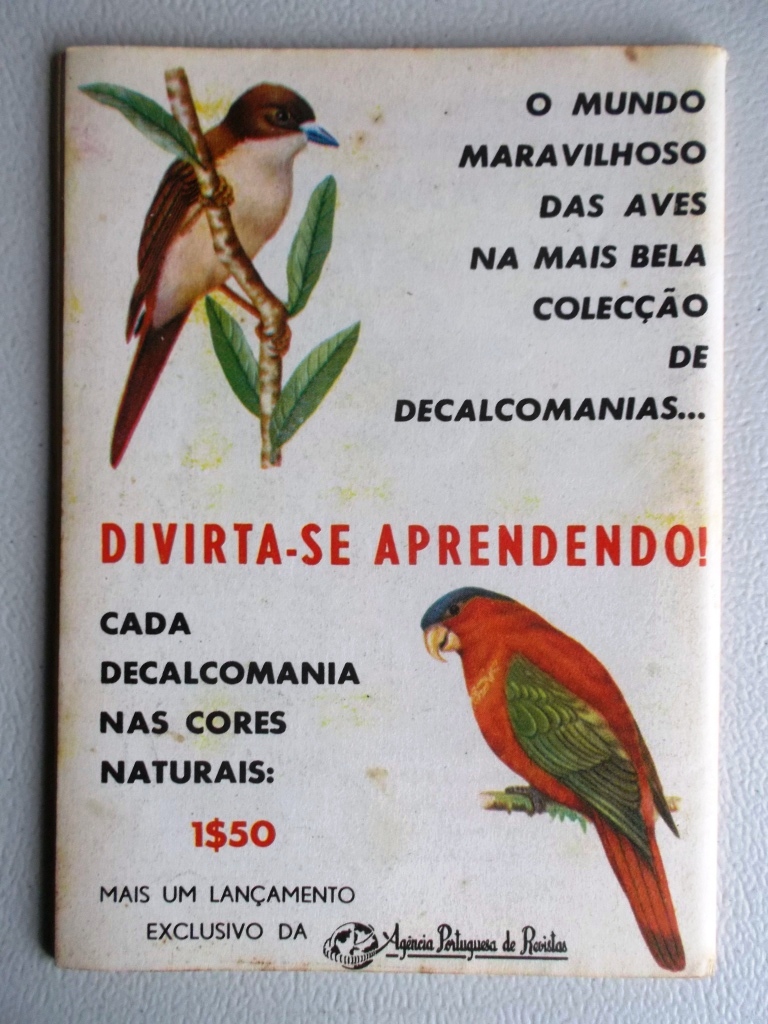 O MUNDO
MARAVILHOSO
DAS AVES
NA MAIS BELA
COLECÇÃO
DE
DECALCOMANIAS...
DIVIRTA-SE APRENDENDO!
CADA
DECALCOMANIA
NAS CORES
NATURAIS:
1$50
MAIS UM LANÇAMENTO
EXCLUSIVO DA Agência Portuguesa de Revistas